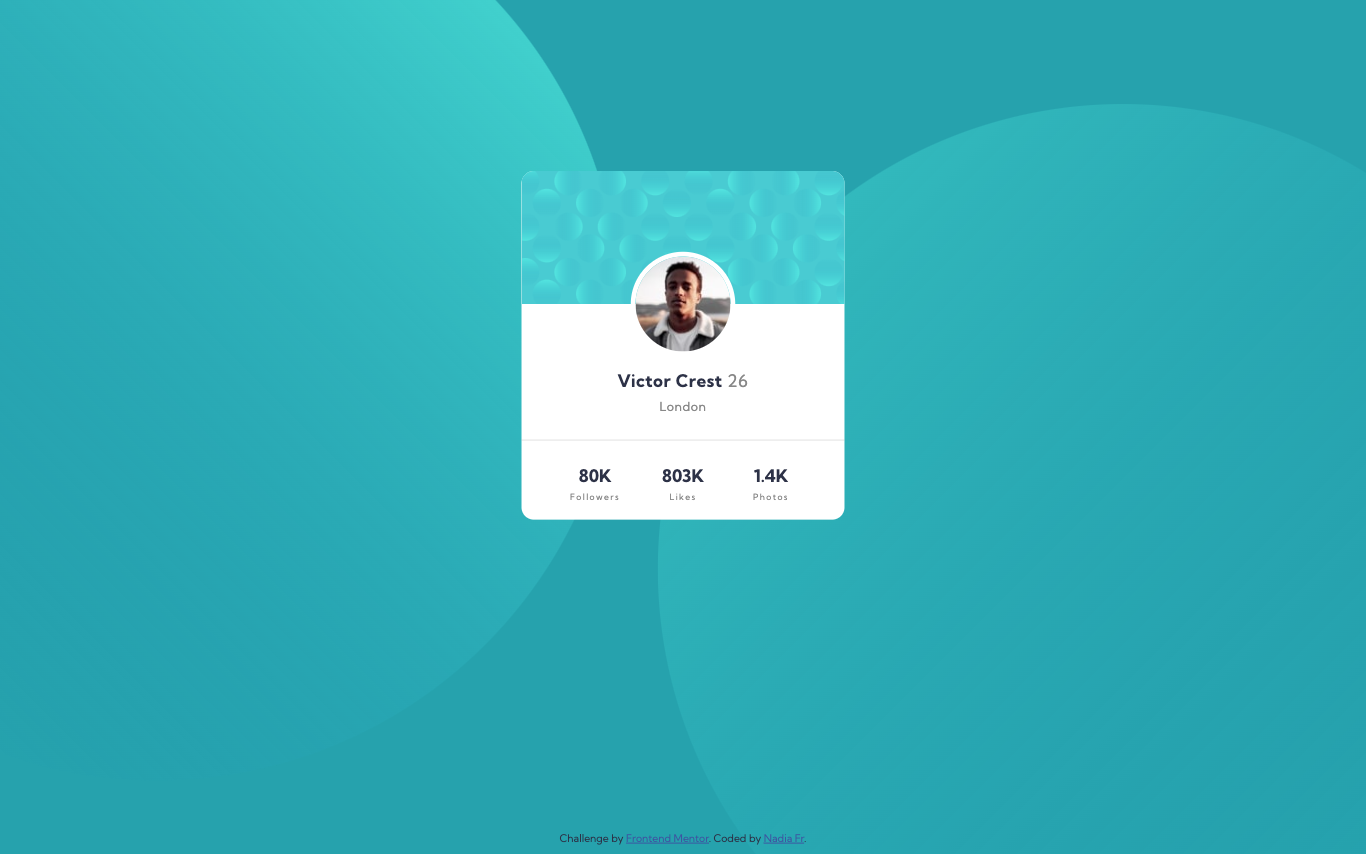 Victor Crest 26
London
80K 803K 1.4K
Followers Likes Photos
Challenge by Frontend Mentor. Coded by Nadia Fr.